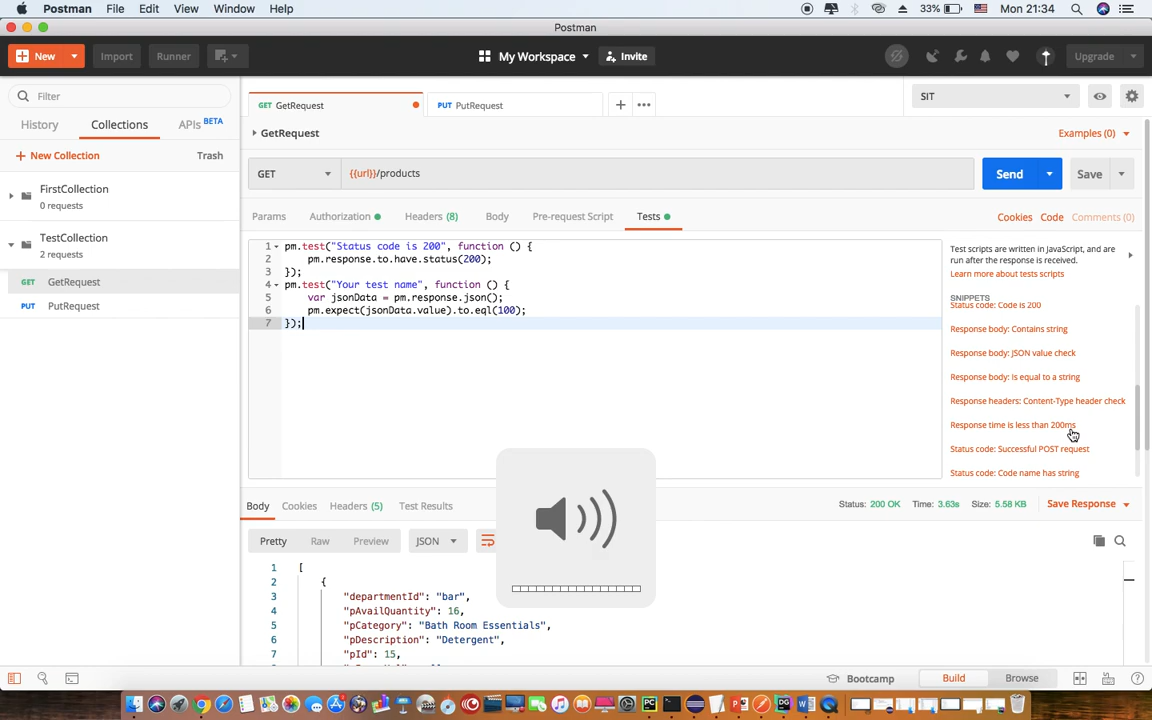 Postman File Edit View Window Help 33% Mon 21:34
Postman
New Import Runner My Workspace Invite Upgrade
Filter
History Collections APIs BETA
+ New Collection Trash
FirstCollection
0 requests
TestCollection
2 requests
GET GetRequest
PUT PutRequest
GET GetRequest PUT PutRequest + ••• SIT
GetRequest Examples (0)
GET {{url}}/products Send Save
Params Authorization Headers (8) Body Pre-request Script Tests Cookies Code Comments (0)
1 pm.test("Status code is 200", function () {
2 pm.response.to.have.status(200);
3 });
4 pm.test("Your test name", function () {
5 var jsonData = pm.response.json();
6 pm.expect(jsonData.value).to.eql(100);
7 });
Test scripts are written in JavaScript, and are
run after the response is received.
Learn more about tests scripts
SNIPPETS
Status code: Code is 200
Response body: Contains string
Response body: JSON value check
Response body: Is equal to a string
Response headers: Content-Type header check
Response time is less than 200ms
Status code: Successful POST request
Status code: Code name has string
Body Cookies Headers (5) Test Results Status: 200 OK Time: 3.63s Size: 5.58 KB Save Response
Pretty Raw Preview JSON
1 [
2 {
3 "departmentId": "bar",
4 "pAvailQuantity": 16,
5 "pCategory": "Bath Room Essentials",
6 "pDescription": "Detergent",
7 "pId": 15,
Bootcamp Build Browse